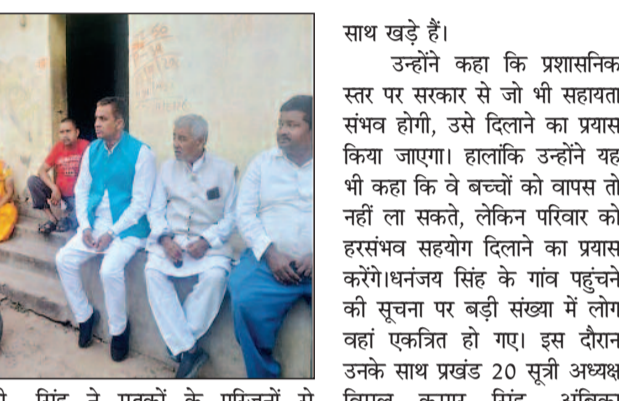 साथ खड़े हैं।
उन्होंने कहा कि प्रशासनिक
स्तर पर सरकार से जो भी सहायता
संभव होगी, उसे दिलाने का प्रयास
किया जाएगा। हालांकि उन्होंने यह
भी कहा कि वे बच्चों को वापस तो
नहीं ला सकते, लेकिन परिवार को
हरसंभव सहयोग दिलाने का प्रयास
करेंगे।धनंजय सिंह के गांव पहुंचने
की सूचना पर बड़ी संख्या में लोग
वहां एकत्रित हो गए। इस दौरान
उनके साथ प्रखंड 20 सूत्री अध्यक्ष